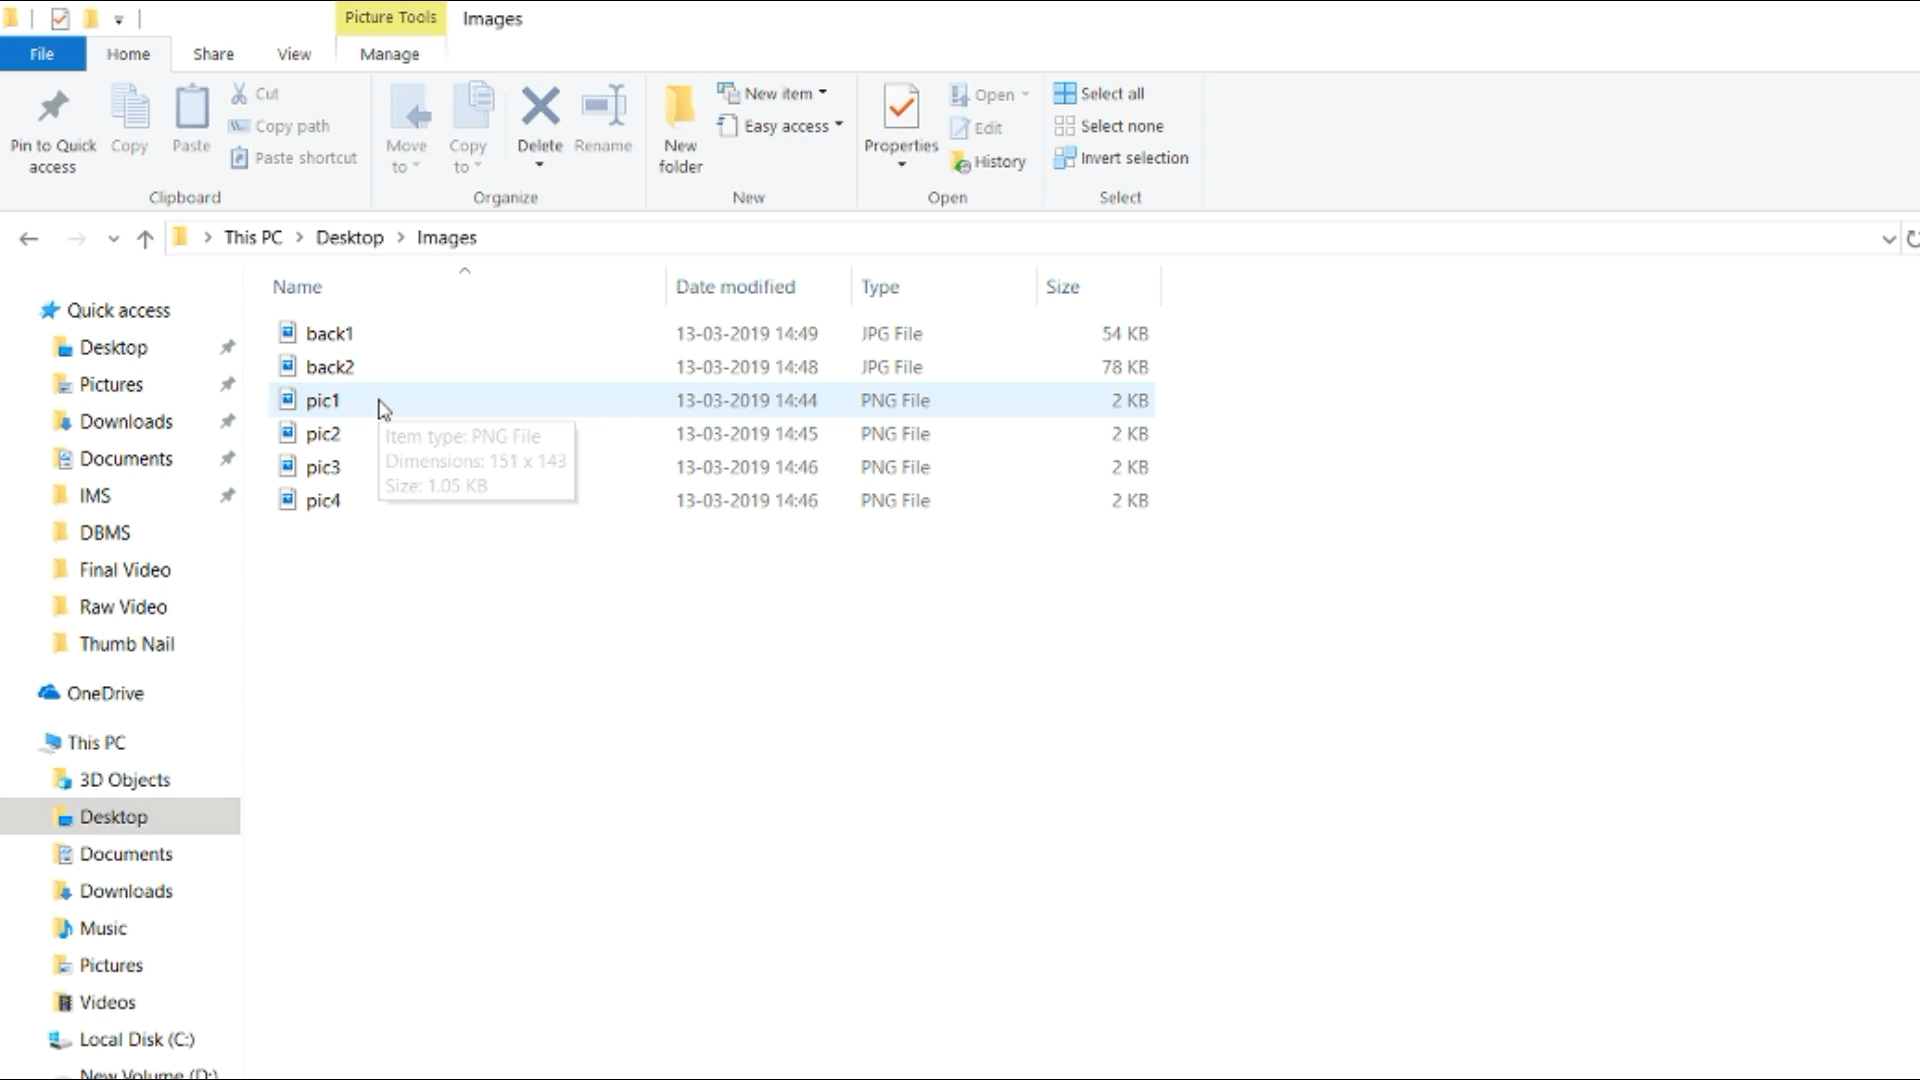 Picture Tools Images
File Home Share View Manage
Pin to Quick access
Copy
Paste
Cut
Copy path
Paste shortcut
Clipboard
Move to
Copy to
Delete
Rename
Organize
New folder
New item
Easy access
New
Properties
Open
Edit
History
Open
Select all
Select none
Invert selection
Select
This PC > Desktop > Images
Name Date modified Type Size
back1 13-03-2019 14:49 JPG File 54 KB
back2 13-03-2019 14:48 JPG File 78 KB
pic1 13-03-2019 14:44 PNG File 2 KB
pic2 13-03-2019 14:45 PNG File 2 KB
pic3 13-03-2019 14:46 PNG File 2 KB
pic4 13-03-2019 14:46 PNG File 2 KB
Item type: PNG File
Dimensions: 151 x 143
Size: 1.05 KB
Quick access
Desktop
Pictures
Downloads
Documents
IMS
DBMS
Final Video
Raw Video
Thumb Nail
OneDrive
This PC
3D Objects
Desktop
Documents
Downloads
Music
Pictures
Videos
Local Disk (C:)
New Volume (D:)